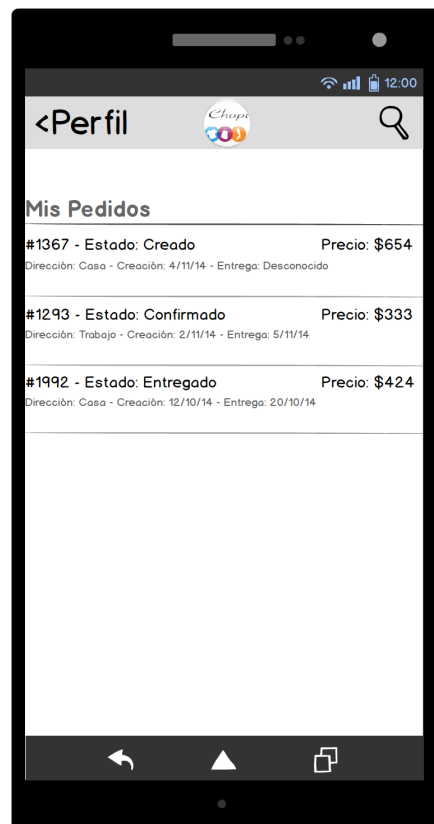 12:00
<Perfil
Chopi
Mis Pedidos
#1367 - Estado: Creado Precio: $654
Dirección: Casa - Creación: 4/11/14 - Entrega: Desconocido
#1293 - Estado: Confirmado Precio: $333
Dirección: Trabajo - Creación: 2/11/14 - Entrega: 5/11/14
#1992 - Estado: Entregado Precio: $424
Dirección: Casa - Creación: 12/10/14 - Entrega: 20/10/14